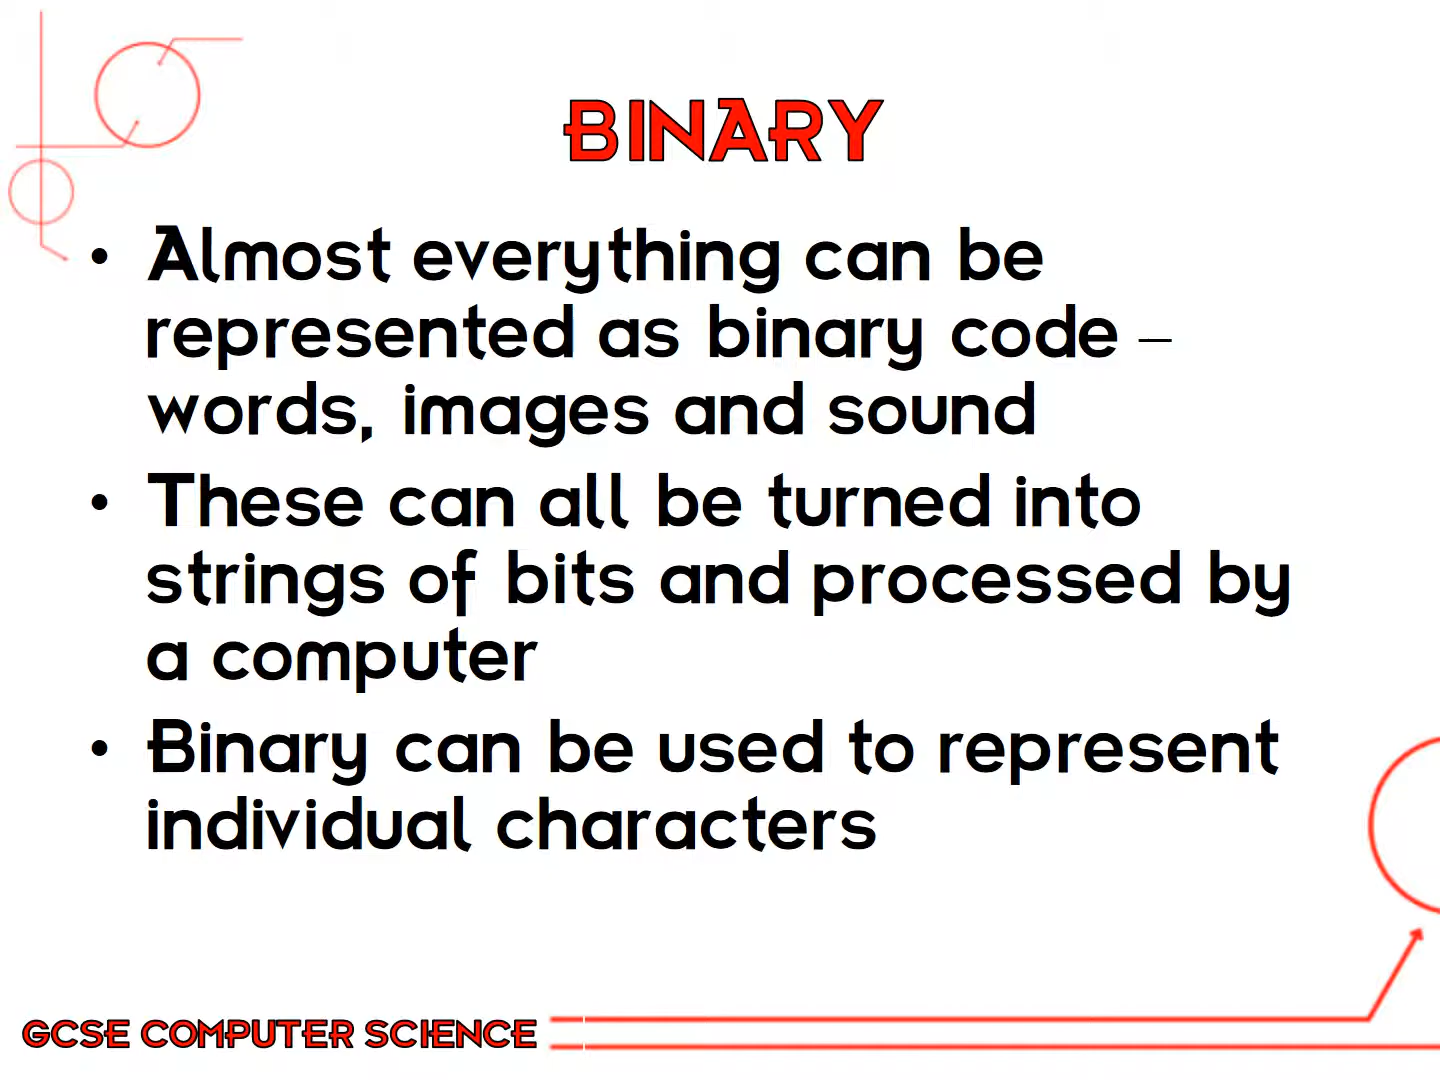 BINARY
• Almost everything can be
represented as binary code –
words, images and sound
• These can all be turned into
strings of bits and processed by
a computer
• Binary can be used to represent
individual characters
GCSE COMPUTER SCIENCE